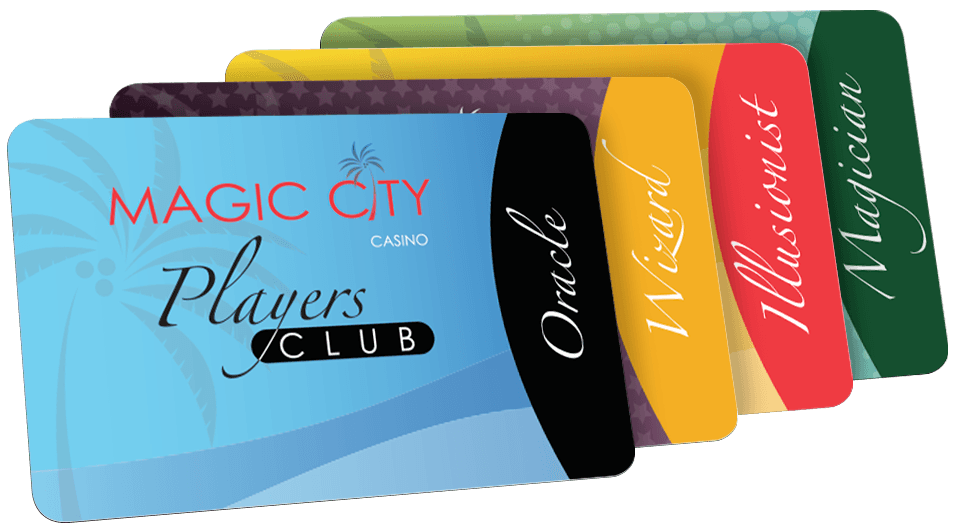 MAGIC CITY
CASINO
Players
CLUB
Oracle
Wizard
Illusionist
Magician